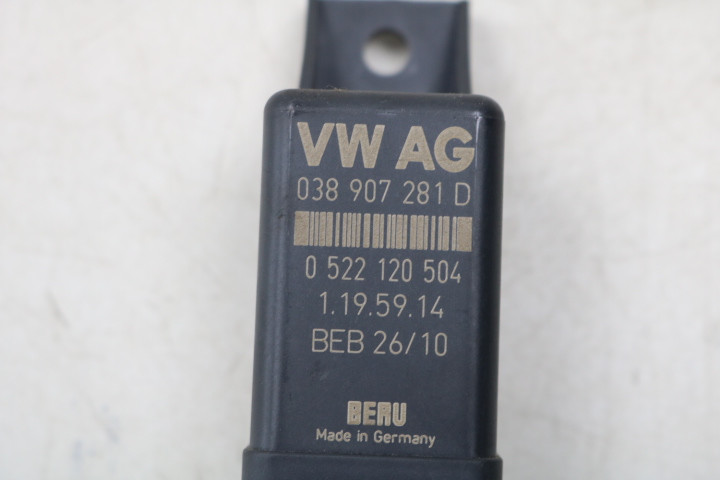 VW AG
038 907 281 D
0 522 120 504
1.19.59.14
BEB 26/10
BERU
Made in Germany